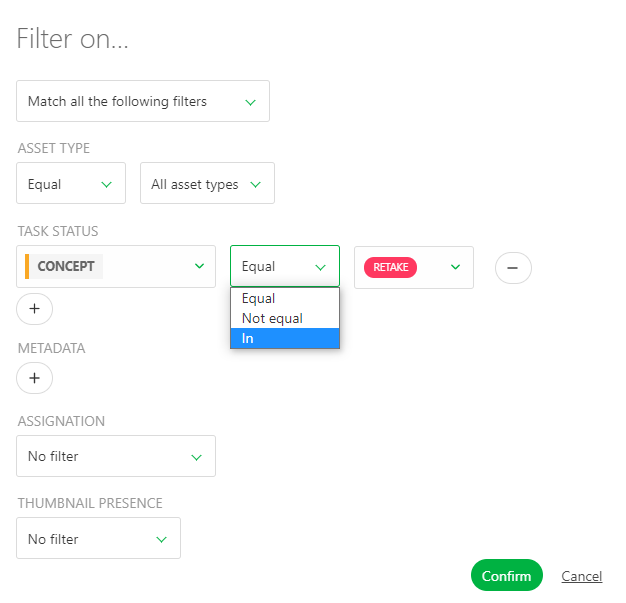 Filter on...
Match all the following filters
ASSET TYPE
Equal All asset types
TASK STATUS
CONCEPT Equal RETAKE
Equal
Not equal
In
METADATA
ASSIGNATION
No filter
THUMBNAIL PRESENCE
No filter
Confirm Cancel